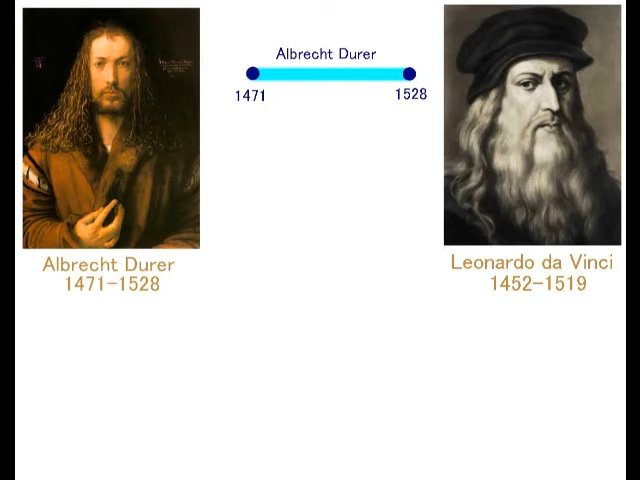 Albrecht Durer
1471
1528
Albrecht Durer
1471-1528
Leonardo da Vinci
1452-1519